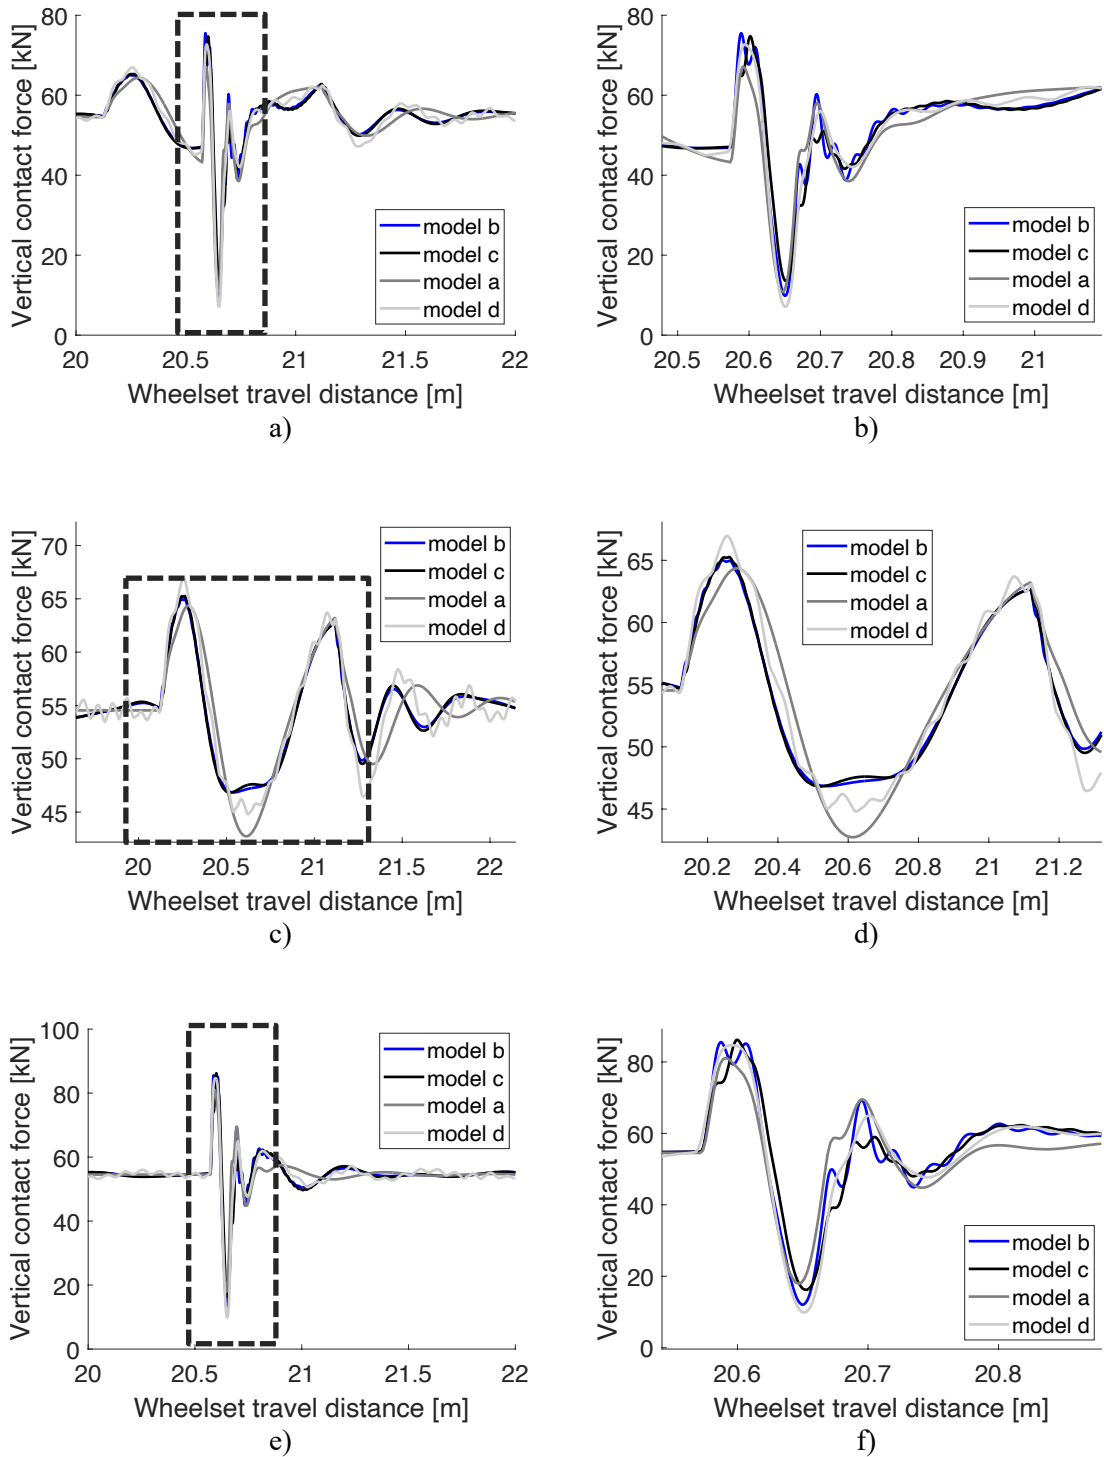 Vertical contact force [kN]
80
60
40
20
0
model b
model c
model a
model d
20
20.5
21
21.5
22
Wheelset travel distance [m]
a)
Vertical contact force [kN]
80
60
40
20
0
model b
model c
model a
model d
20.5
20.6
20.7
20.8
20.9
21
Wheelset travel distance [m]
b)
Vertical contact force [kN]
70
65
60
55
50
45
model b
model c
model a
model d
20
20.5
21
21.5
22
Wheelset travel distance [m]
c)
Vertical contact force [kN]
65
60
55
50
45
model b
model c
model a
model d
20.2
20.4
20.6
20.8
21
21.2
Wheelset travel distance [m]
d)
Vertical contact force [kN]
100
80
60
40
20
0
model b
model c
model a
model d
20
20.5
21
21.5
22
Wheelset travel distance [m]
e)
Vertical contact force [kN]
80
60
40
20
0
model b
model c
model a
model d
20.6
20.7
20.8
Wheelset travel distance [m]
f)